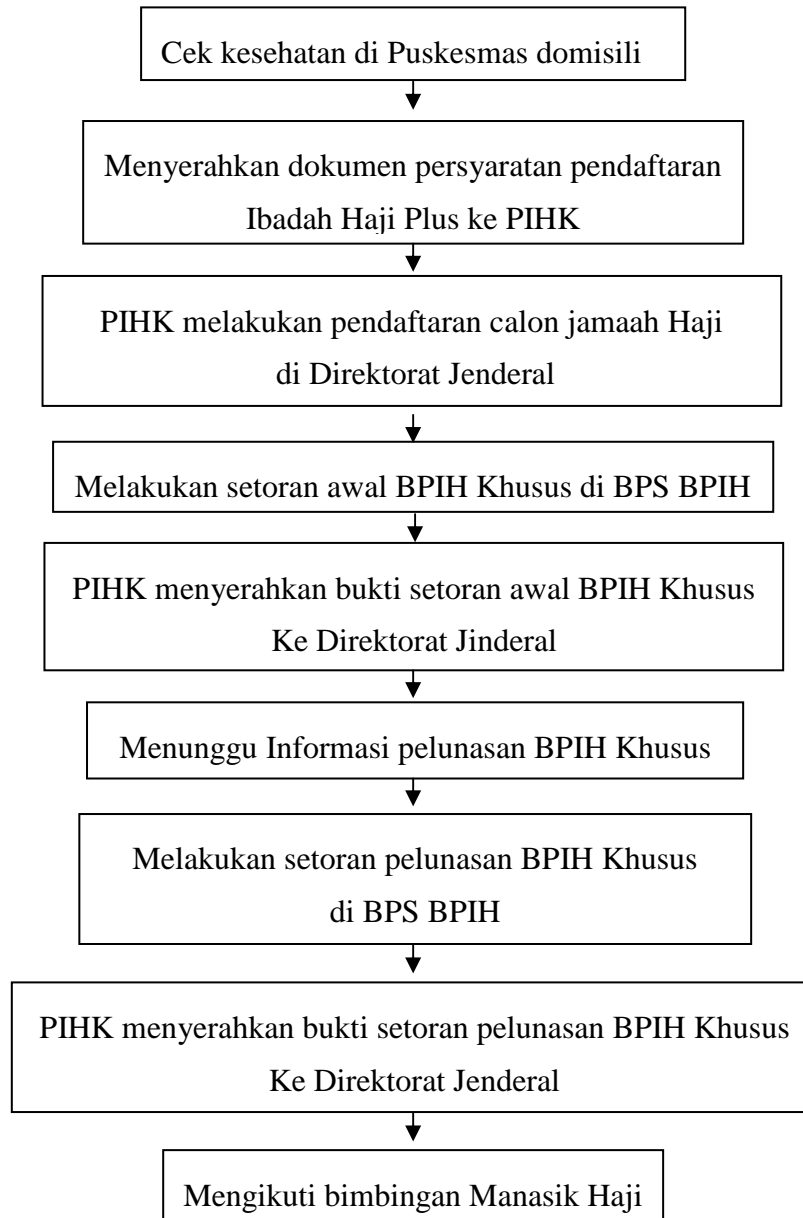 Cek kesehatan di Puskesmas domisili
Menyerahkan dokumen persyaratan pendaftaran
Ibadah Haji Plus ke PIHK
PIHK melakukan pendaftaran calon jamaah Haji
di Direktorat Jenderal
Melakukan setoran awal BPIH Khusus di BPS BPIH
PIHK menyerahkan bukti setoran awal BPIH Khusus
Ke Direktorat Jinderal
Menunggu Informasi pelunasan BPIH Khusus
Melakukan setoran pelunasan BPIH Khusus
di BPS BPIH
PIHK menyerahkan bukti setoran pelunasan BPIH Khusus
Ke Direktorat Jenderal
Mengikuti bimbingan Manasik Haji